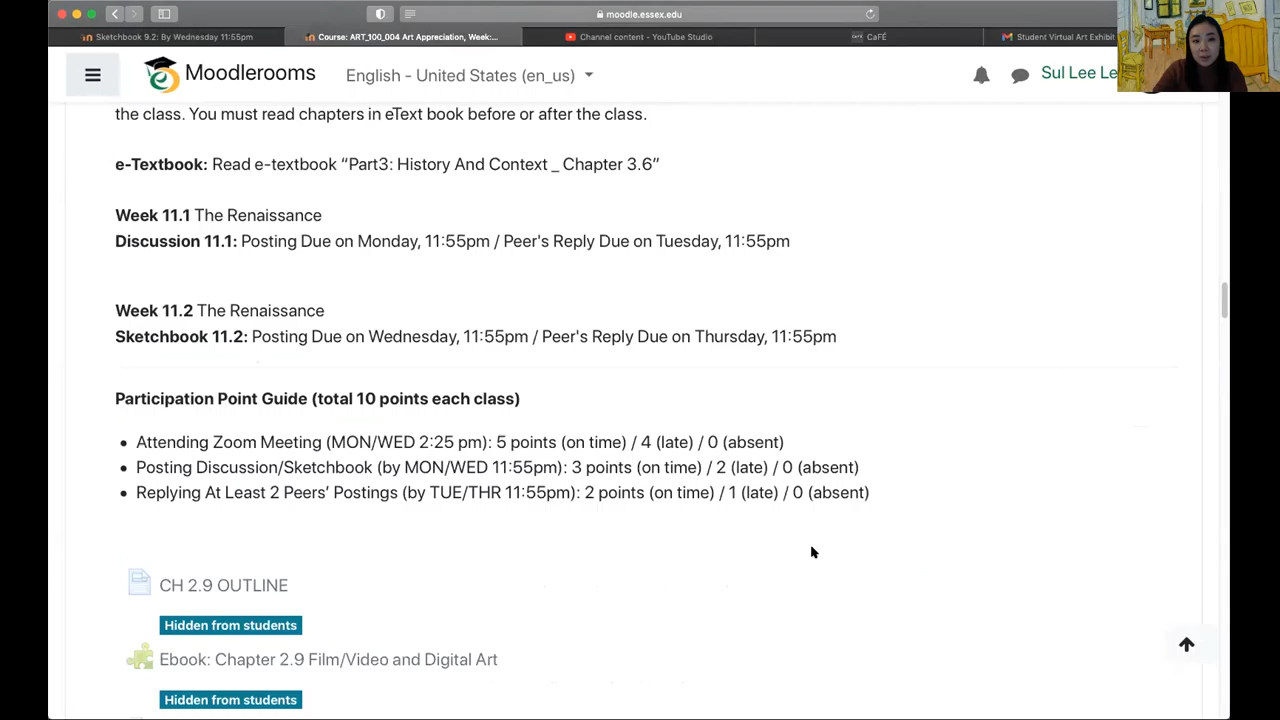 moodle.essex.edu
Sketchbook 9.2: By Wednesday 11:55pm
Course: ART_100_004 Art Appreciation, Week:...
Channel content - YouTube Studio
CaFÉ
Student Virtual Art Exhibit
Moodlerooms
English - United States (en_us)
Sul Lee Le
the class. You must read chapters in eText book before or after the class.
e-Textbook: Read e-textbook “Part3: History And Context _ Chapter 3.6”
Week 11.1 The Renaissance
Discussion 11.1: Posting Due on Monday, 11:55pm / Peer's Reply Due on Tuesday, 11:55pm
Week 11.2 The Renaissance
Sketchbook 11.2: Posting Due on Wednesday, 11:55pm / Peer's Reply Due on Thursday, 11:55pm
Participation Point Guide (total 10 points each class)
• Attending Zoom Meeting (MON/WED 2:25 pm): 5 points (on time) / 4 (late) / 0 (absent)
• Posting Discussion/Sketchbook (by MON/WED 11:55pm): 3 points (on time) / 2 (late) / 0 (absent)
• Replying At Least 2 Peers’ Postings (by TUE/THR 11:55pm): 2 points (on time) / 1 (late) / 0 (absent)
CH 2.9 OUTLINE
Hidden from students
Ebook: Chapter 2.9 Film/Video and Digital Art
Hidden from students